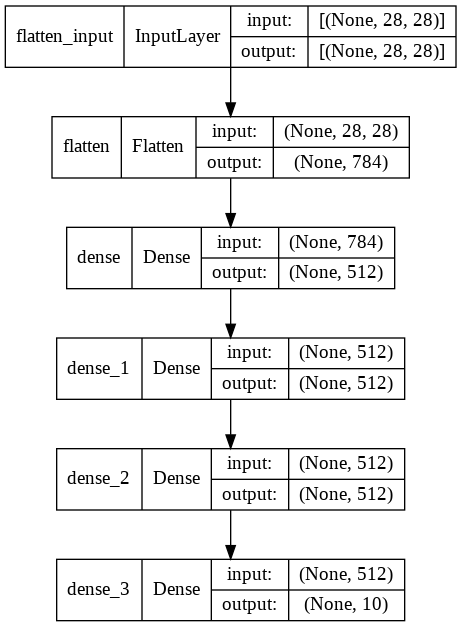 flatten_input InputLayer input: [(None, 28, 28)]
output: [(None, 28, 28)]
flatten Flatten input: (None, 28, 28)
output: (None, 784)
dense Dense input: (None, 784)
output: (None, 512)
dense_1 Dense input: (None, 512)
output: (None, 512)
dense_2 Dense input: (None, 512)
output: (None, 512)
dense_3 Dense input: (None, 512)
output: (None, 10)